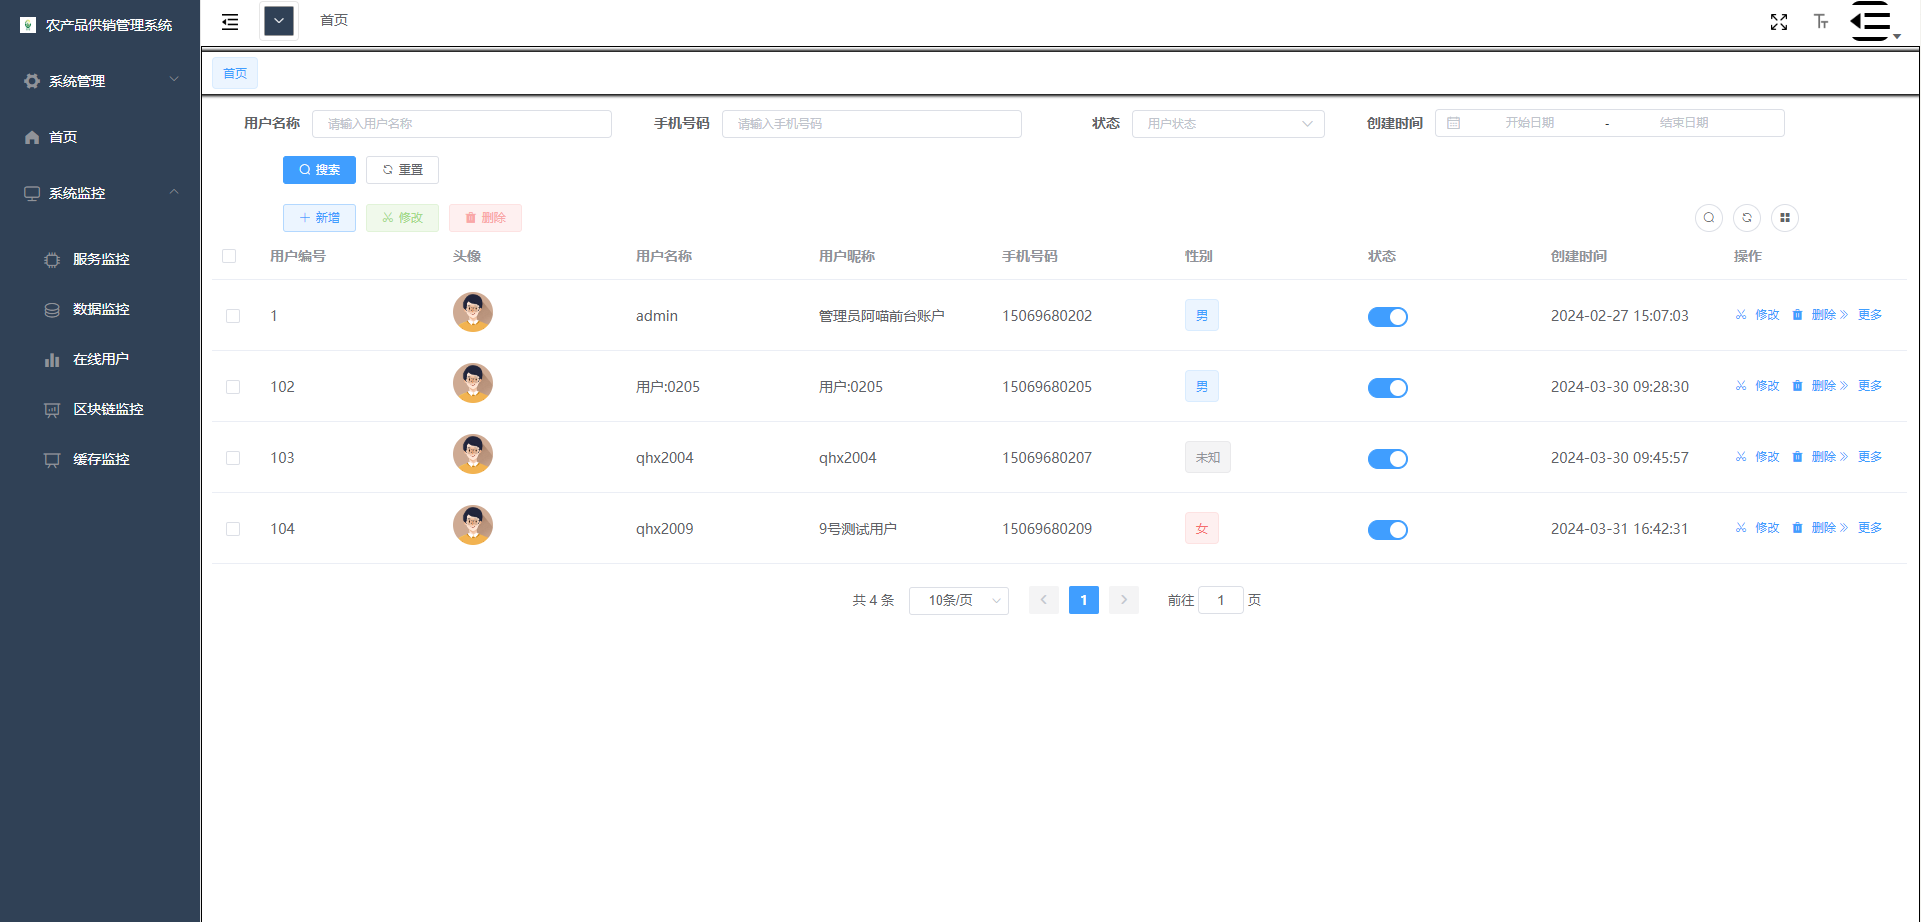 农产品供销管理系统
首页
系统管理
首页
系统监控
服务监控
数据监控
在线用户
区块链监控
缓存监控
首页
用户名称 请输入用户名称 手机号码 请输入手机号码 状态 用户状态 创建时间 开始日期 - 结束日期
搜索 重置
新增 修改 删除
用户编号 头像 用户名称 用户昵称 手机号码 性别 状态 创建时间 操作
1 admin 管理员阿喵前台账户 15069680202 男 2024-02-27 15:07:03 修改 删除 更多
102 用户:0205 用户:0205 15069680205 男 2024-03-30 09:28:30 修改 删除 更多
103 qhx2004 qhx2004 15069680207 未知 2024-03-30 09:45:57 修改 删除 更多
104 qhx2009 9号测试用户 15069680209 女 2024-03-31 16:42:31 修改 删除 更多
共 4 条 10条/页 1 前往 1 页